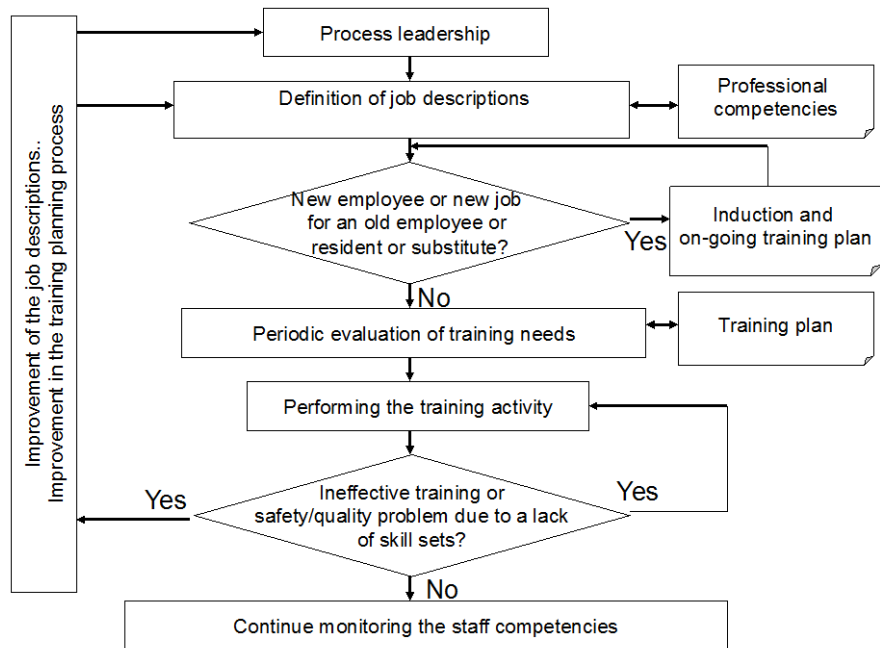 Process leadership
Definition of job descriptions
Professional
competencies
New employee or new job
for an old employee or
resident or substitute?
Yes
Induction and
on-going training plan
No
Periodic evaluation of training needs
Training plan
Performing the training activity
Ineffective training or
safety/quality problem due to a lack
of skill sets?
Yes
Yes
No
Continue monitoring the staff competencies
Improvement of the job descriptions..
Improvement in the training planning process